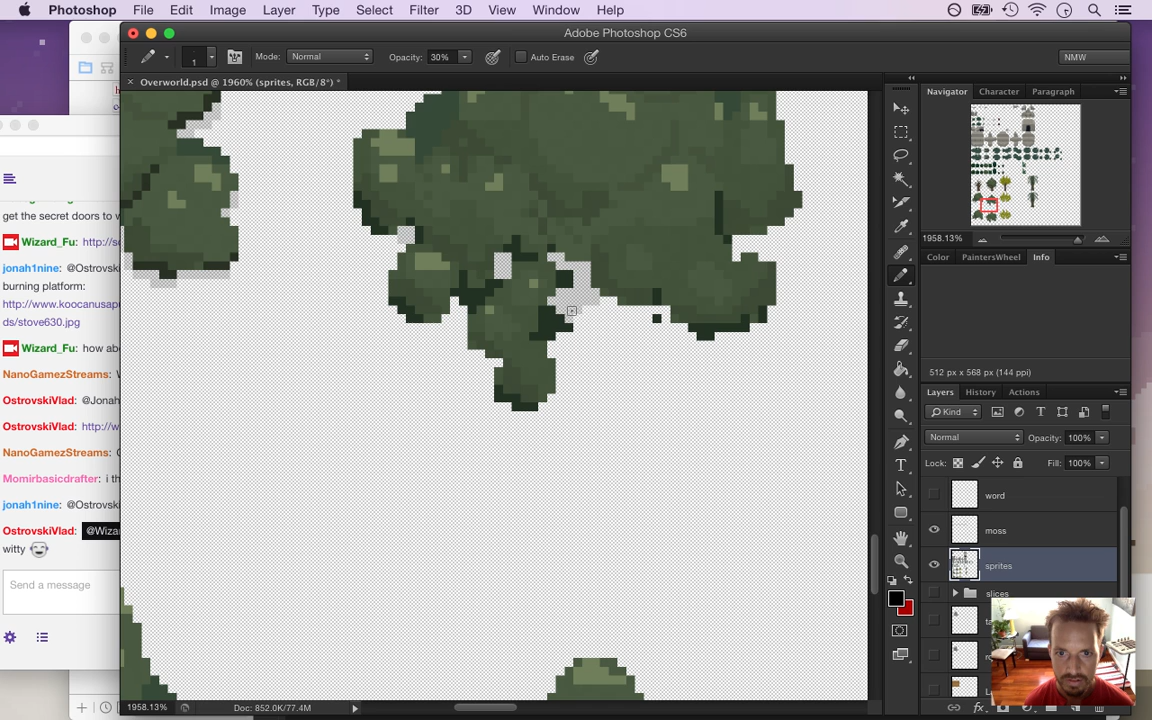 Photoshop File Edit Image Layer Type Select Filter 3D View Window Help
Adobe Photoshop CS6
1 Mode: Normal Opacity: 30% Auto Erase NMW
Overworld.psd @ 1960% (sprites, RGB/8*) *
Navigator Character Paragraph
1958.13%
Color PaintersWheel Info
512 px x 568 px (144 ppi)
Layers History Actions
Kind
Normal Opacity: 100%
Lock: Fill: 100%
word
moss
sprites
slices
get the secret doors to w
Wizard_Fu: http://s
jonah1nine: @Ostrovsk
burning platform:
http://www.koocanusap
ds/stove630.jpg
Wizard_Fu: how abo
NanoGamezStreams: W
OstrovskiVlad: @Jonah
OstrovskiVlad: http://w
NanoGamezStreams:
Momirbasicdrafter: i th
jonah1nine: @Ostrovsk
OstrovskiVlad: @Wiza
witty
Send a message
1958.13% Doc: 852.0K/77.4M